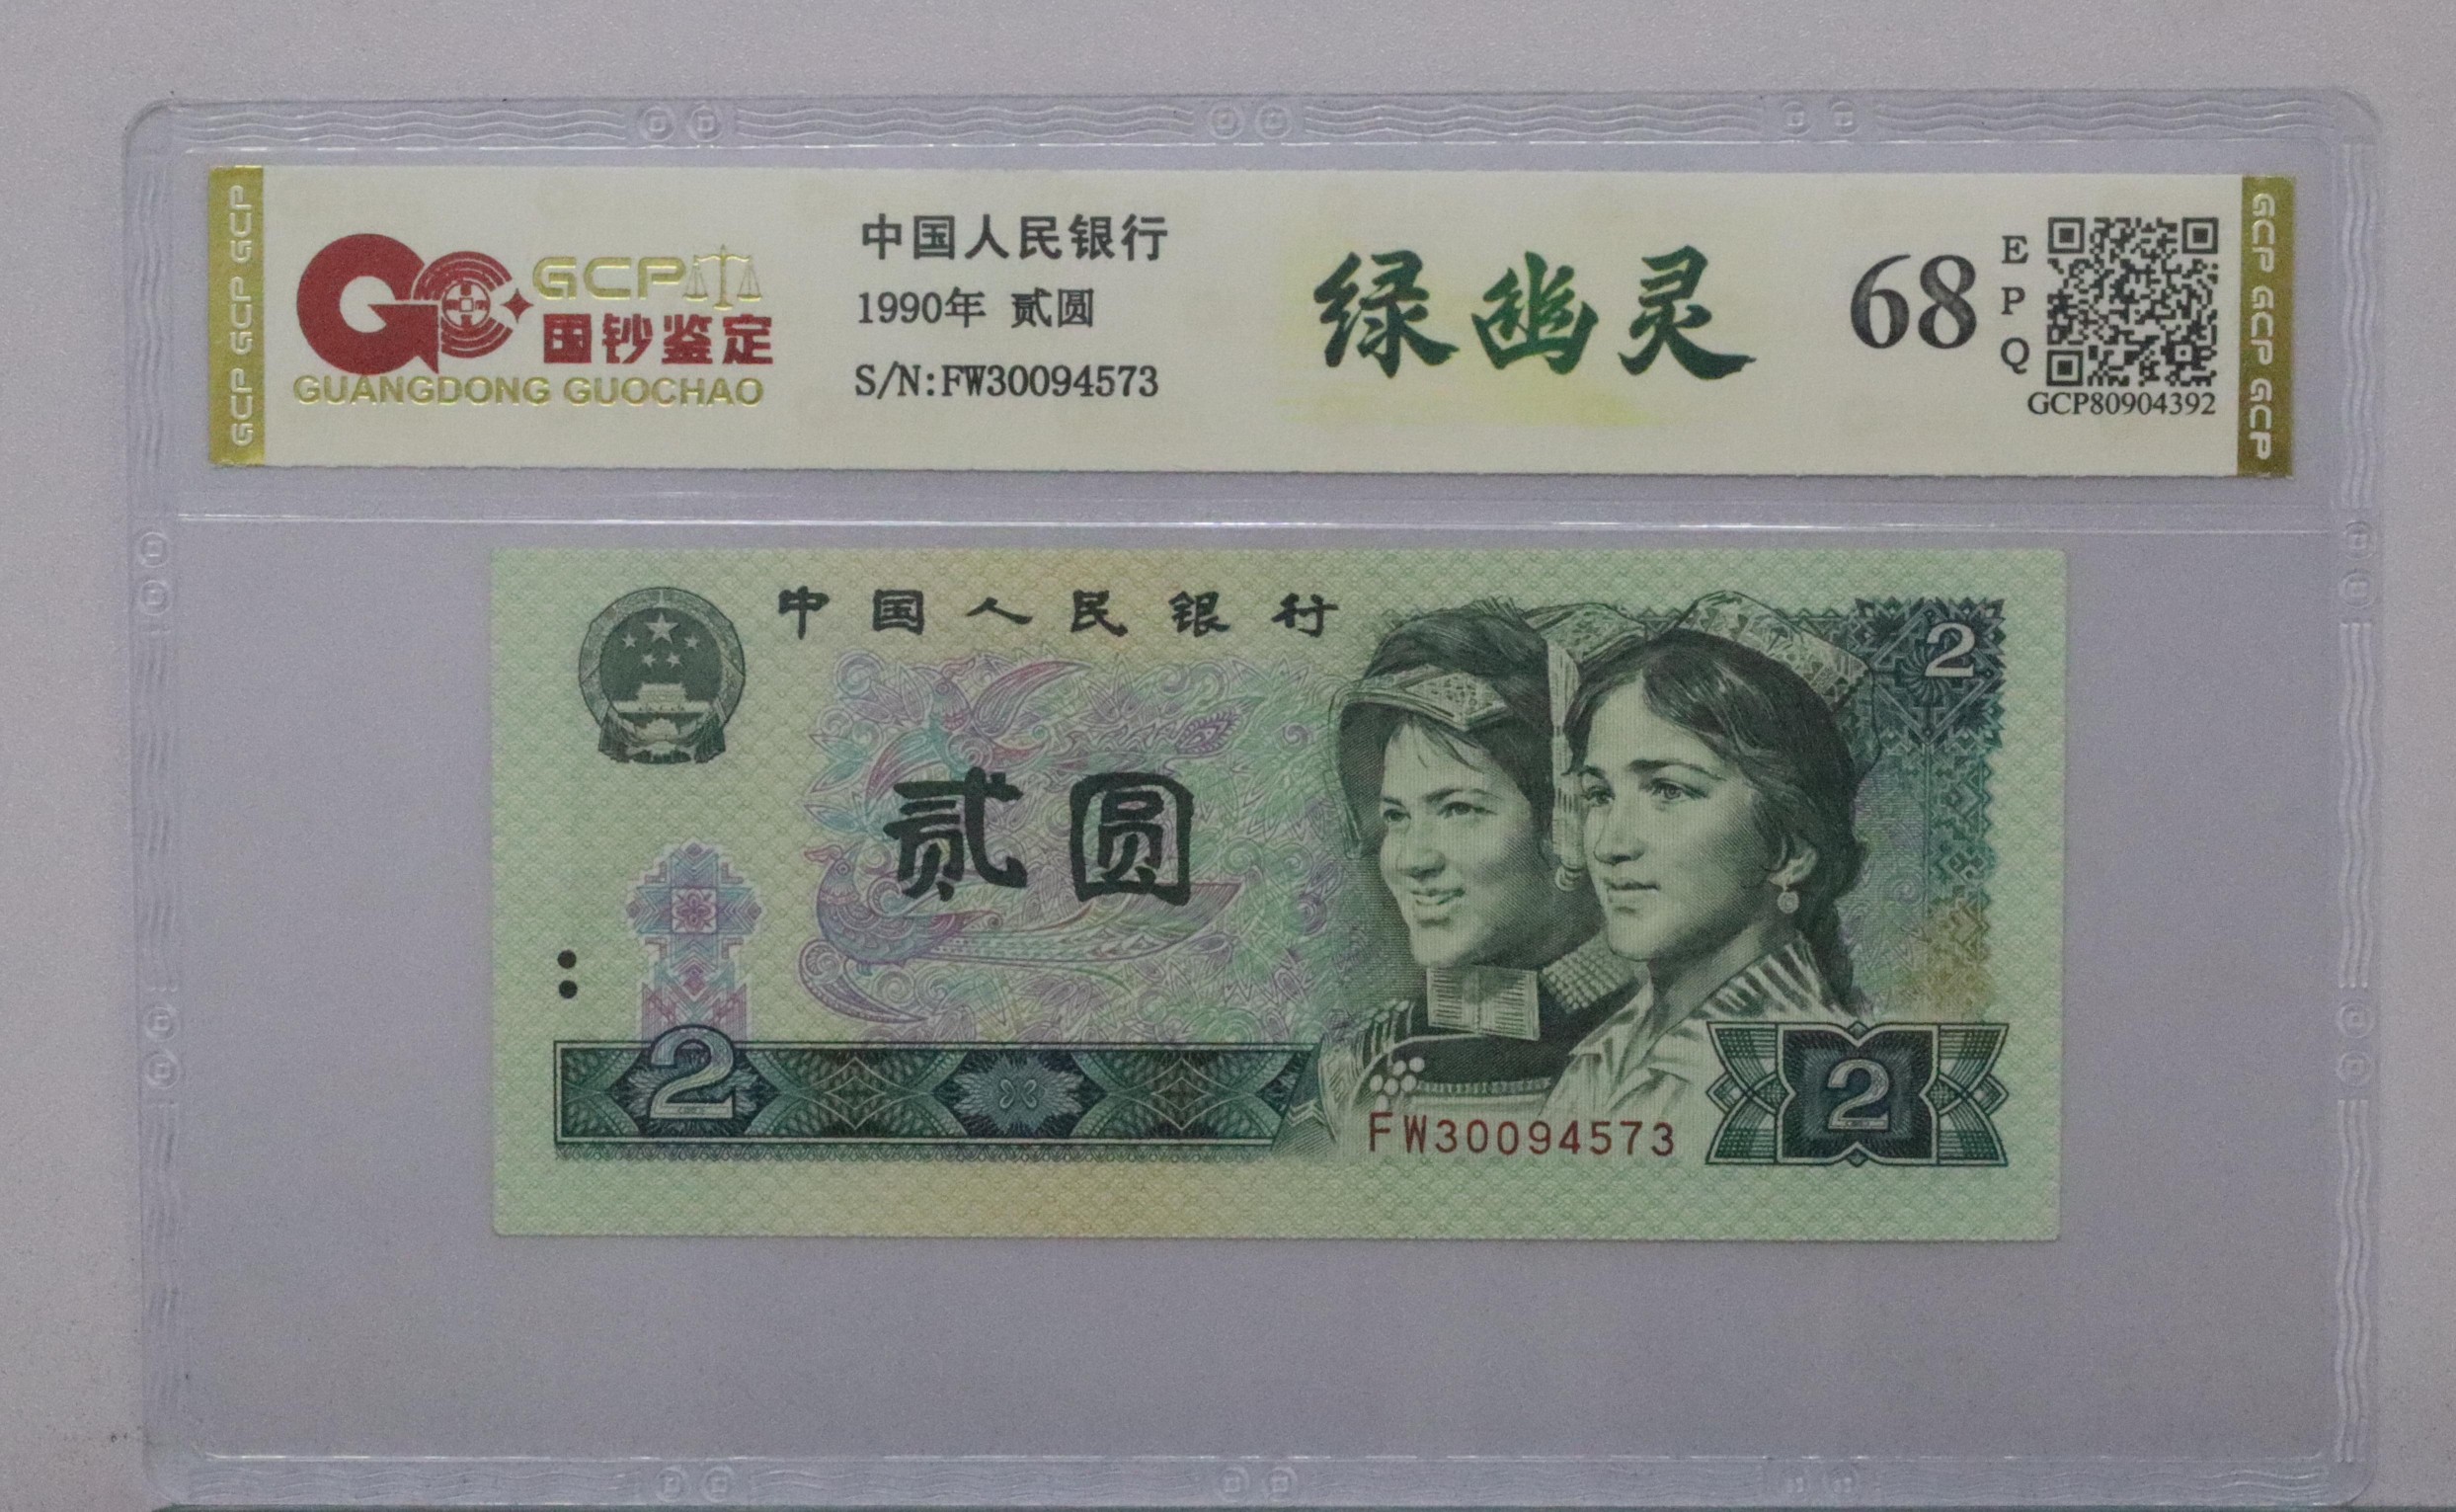 GCP GCP GCP
GCP
国钞鉴定
GUANGDONG GUOCHAO
中国人民银行
1990年 贰圆
S/N:FW30094573
绿幽灵
68
EPQ
GCP80904392
GCP GCP GCP
中国人民银行
2
贰圆
2
FW30094573
2